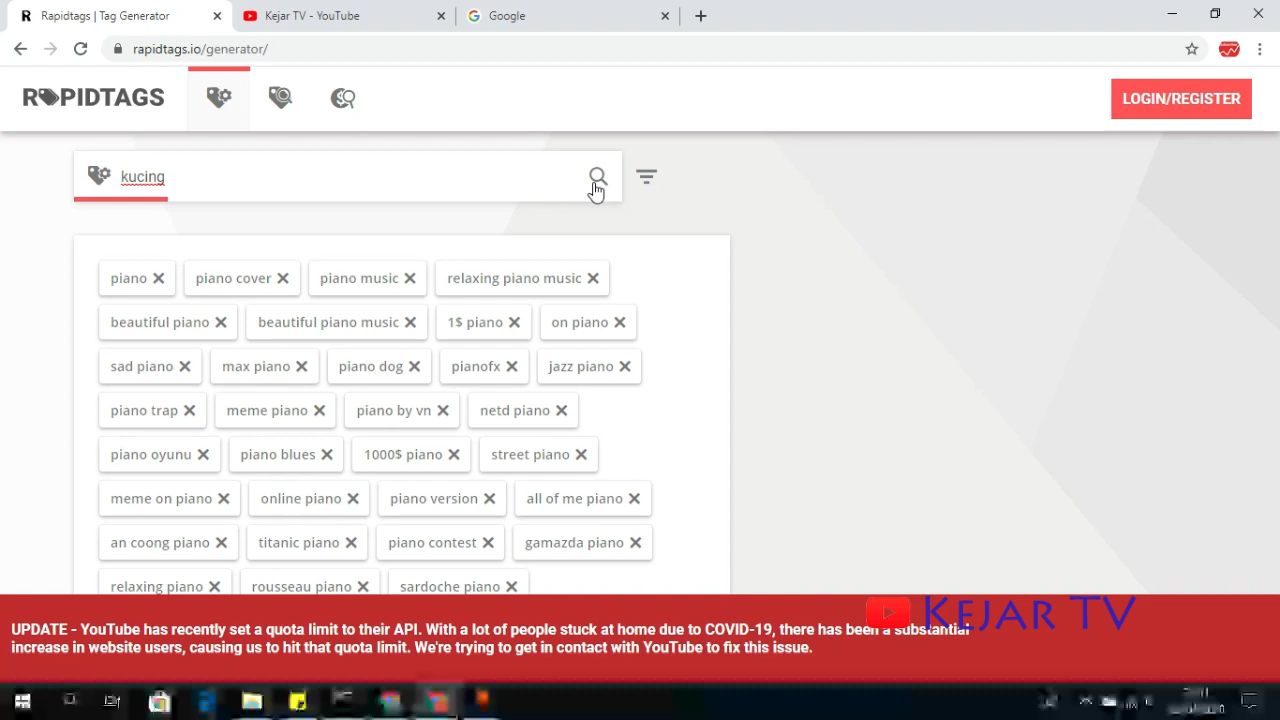 Rapidtags | Tag Generator
Kejar TV - YouTube
Google
rapidtags.io/generator/
RAPIDTAGS
LOGIN/REGISTER
kucing
piano piano cover piano music relaxing piano music
beautiful piano beautiful piano music 1$ piano on piano
sad piano max piano piano dog pianofx jazz piano
piano trap meme piano piano by vn netd piano
piano oyunu piano blues 1000$ piano street piano
meme on piano online piano piano version all of me piano
an coong piano titanic piano piano contest gamazda piano
relaxing piano rousseau piano sardoche piano
KEJAR TV
UPDATE - YouTube has recently set a quota limit to their API. With a lot of people stuck at home due to COVID-19, there has been a substantial
increase in website users, causing us to hit that quota limit. We're trying to get in contact with YouTube to fix this issue.